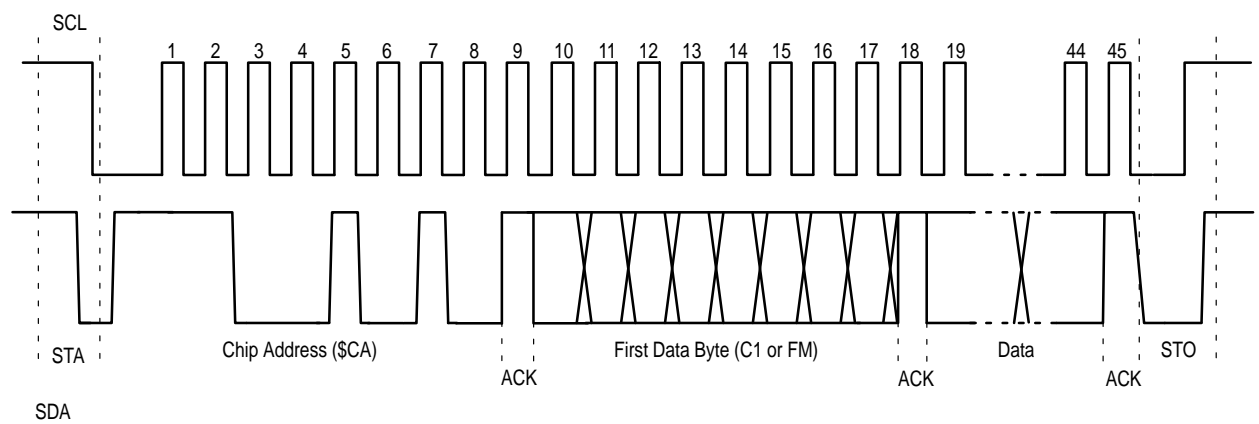 SCL
1 2 3 4 5 6 7 8 9 10 11 12 13 14 15 16 17 18 19 44 45
STA Chip Address ($CA) First Data Byte (C1 or FM) Data STO
ACK ACK ACK
SDA